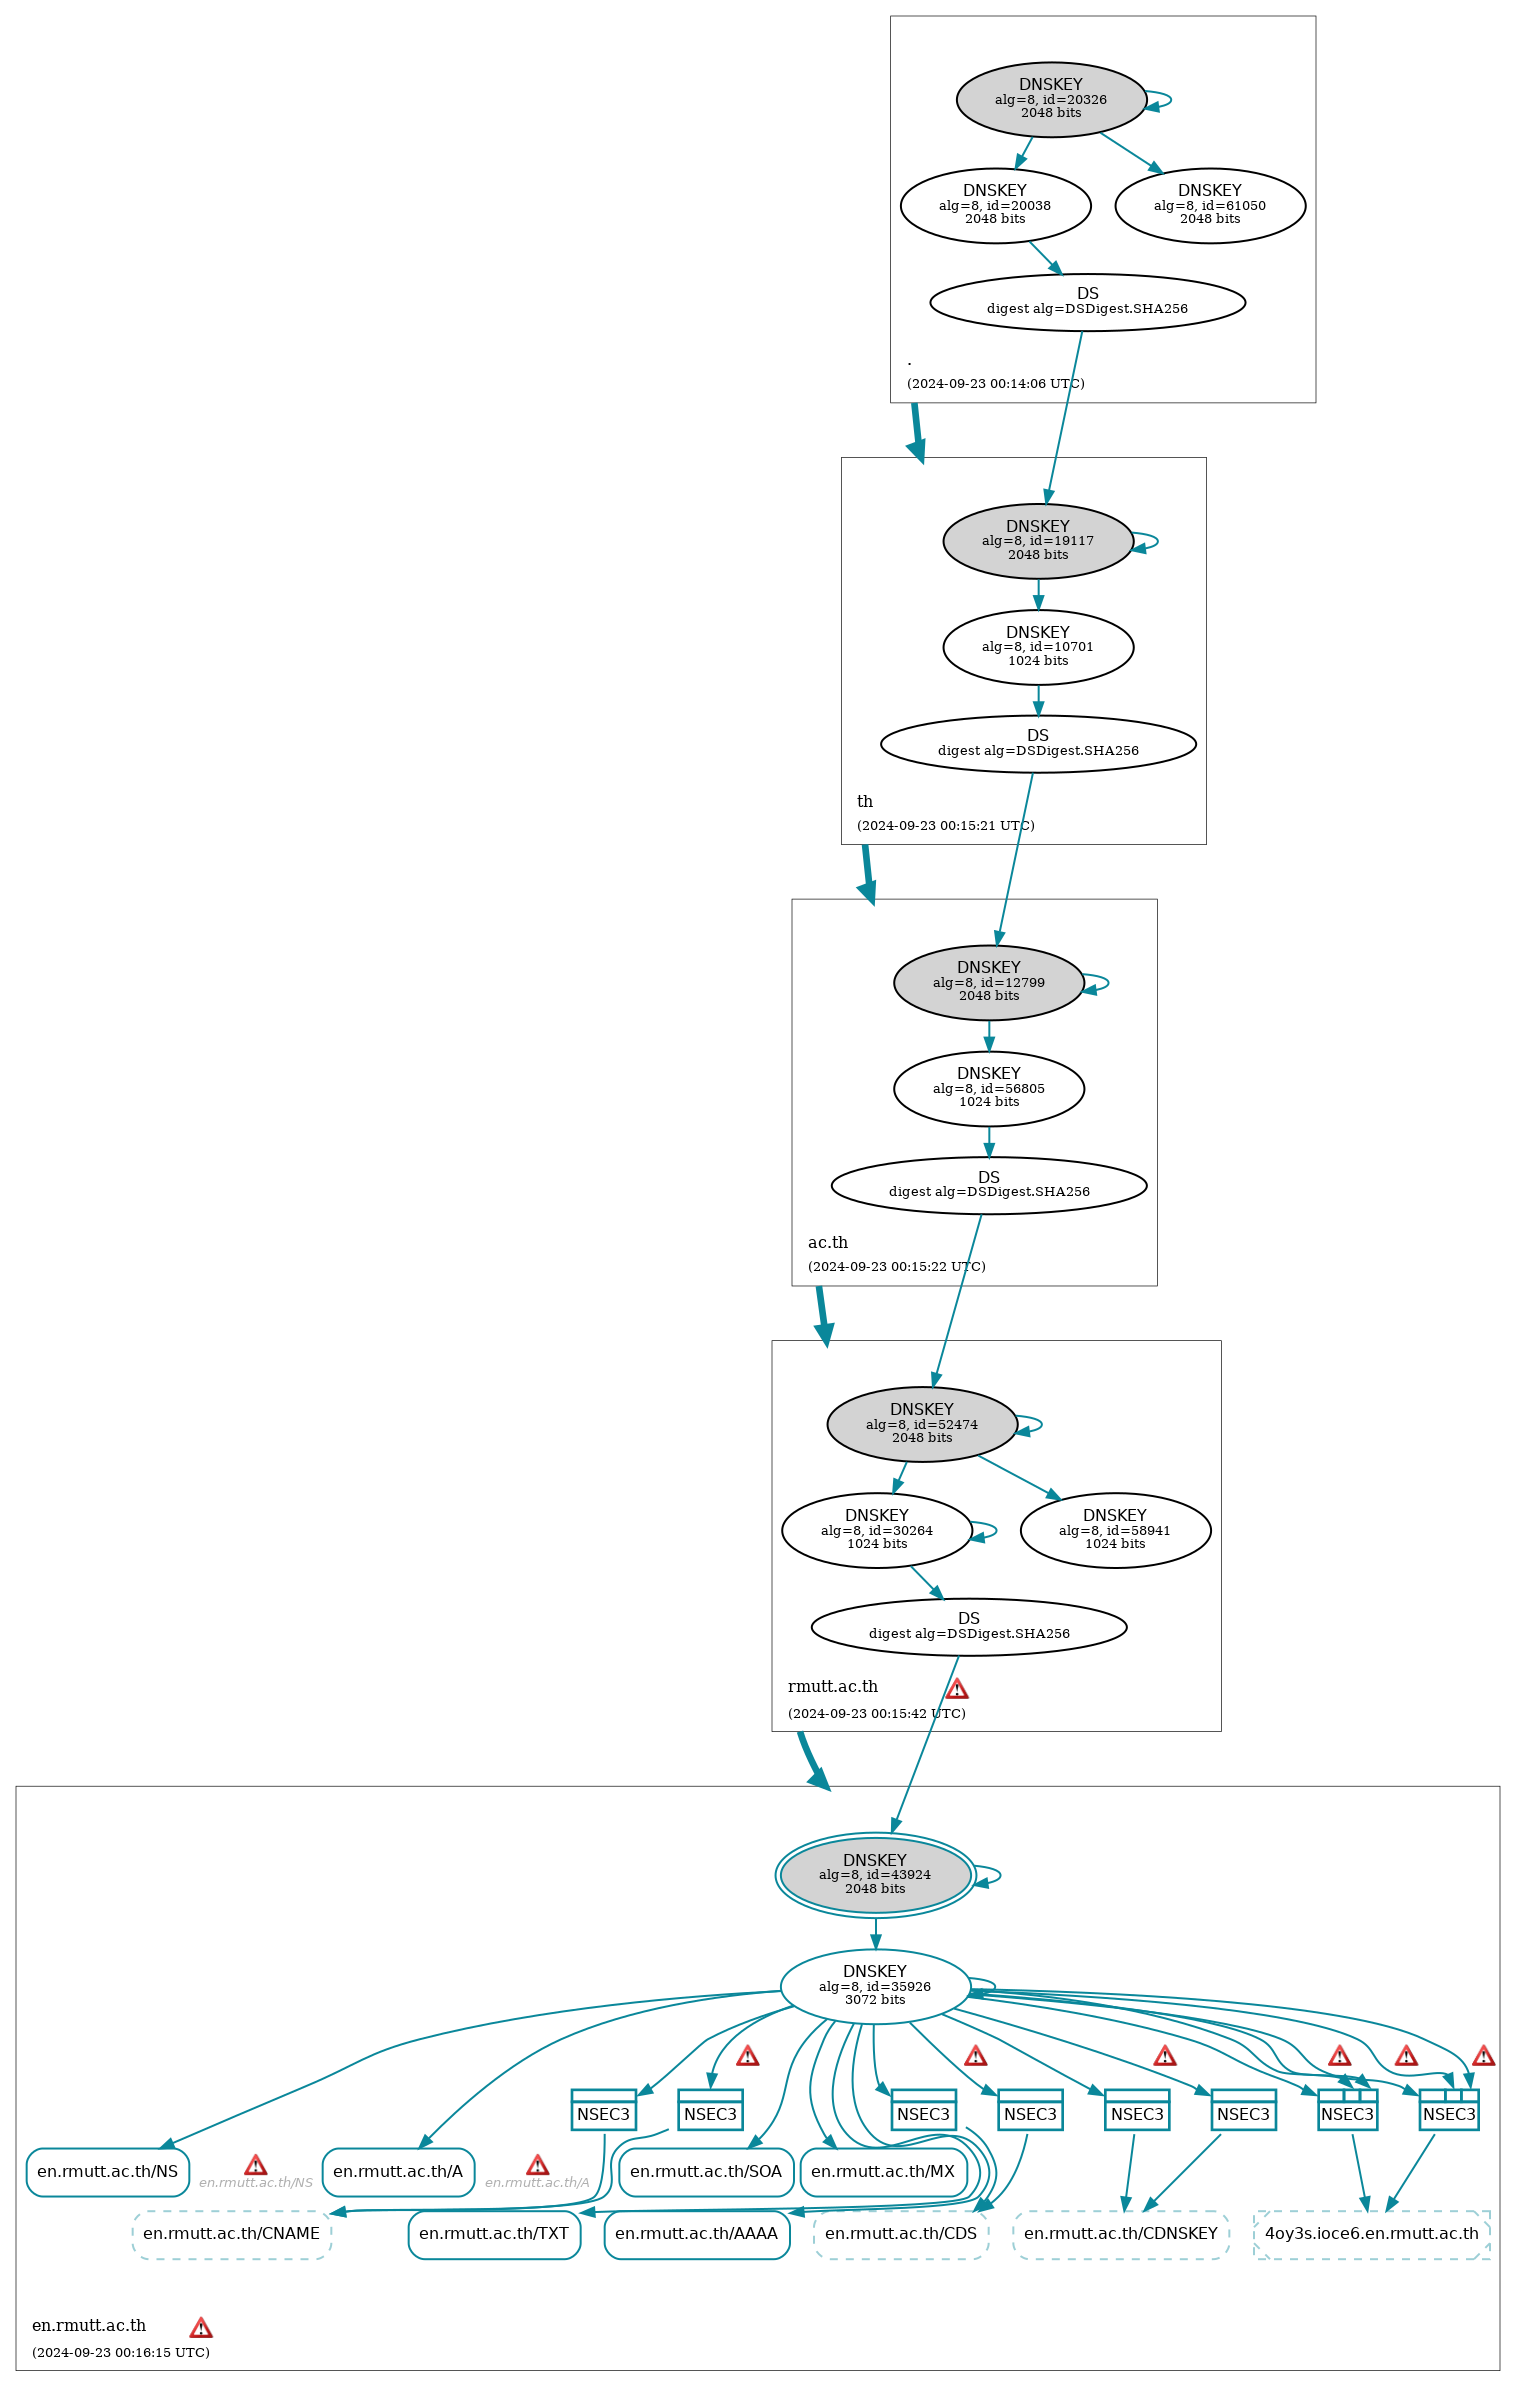 DNSKEY
alg=8, id=20326
2048 bits
DNSKEY
alg=8, id=20038
2048 bits
DNSKEY
alg=8, id=61050
2048 bits
DS
digest alg=DSDigest.SHA256
.
(2024-09-23 00:14:06 UTC)
DNSKEY
alg=8, id=19117
2048 bits
DNSKEY
alg=8, id=10701
1024 bits
DS
digest alg=DSDigest.SHA256
th
(2024-09-23 00:15:21 UTC)
DNSKEY
alg=8, id=12799
2048 bits
DNSKEY
alg=8, id=56805
1024 bits
DS
digest alg=DSDigest.SHA256
ac.th
(2024-09-23 00:15:22 UTC)
DNSKEY
alg=8, id=52474
2048 bits
DNSKEY
alg=8, id=30264
1024 bits
DNSKEY
alg=8, id=58941
1024 bits
DS
digest alg=DSDigest.SHA256
rmutt.ac.th
(2024-09-23 00:15:42 UTC)
DNSKEY
alg=8, id=43924
2048 bits
DNSKEY
alg=8, id=35926
3072 bits
NSEC3
NSEC3
NSEC3
NSEC3
NSEC3
NSEC3
NSEC3
NSEC3
en.rmutt.ac.th/NS
en.rmutt.ac.th/NS
en.rmutt.ac.th/A
en.rmutt.ac.th/A
en.rmutt.ac.th/SOA
en.rmutt.ac.th/MX
en.rmutt.ac.th/CNAME
en.rmutt.ac.th/TXT
en.rmutt.ac.th/AAAA
en.rmutt.ac.th/CDS
en.rmutt.ac.th/CDNSKEY
4oy3s.ioce6.en.rmutt.ac.th
en.rmutt.ac.th
(2024-09-23 00:16:15 UTC)